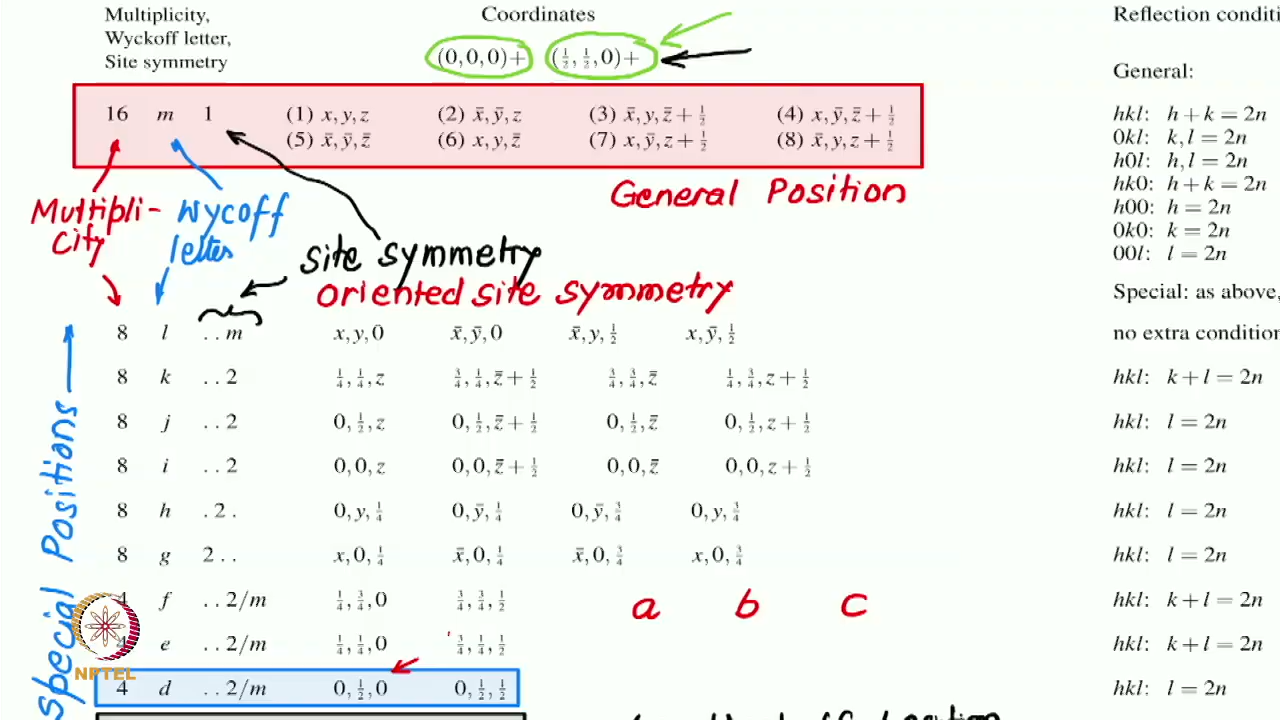 Multiplicity, Coordinates Reflection conditi
Wyckoff letter,
Site symmetry (0,0,0)+ (½,½,0)+
General:
16 m 1 (1) x,y,z (2) x̄,ȳ,z (3) x̄,y,z̄+½ (4) x,ȳ,z̄+½ hkl: h+k=2n
(5) x̄,ȳ,z̄ (6) x,y,z̄ (7) x,ȳ,z+½ (8) x̄,y,z+½ 0kl: k,l=2n
h0l: h,l=2n
General Position hk0: h+k=2n
Multipli- Wycoff h00: h=2n
city letter 0k0: k=2n
site symmetry 00l: l=2n
oriented site symmetry Special: as above,
8 l ..m x,y,0 x̄,ȳ,0 x̄,y,½ x,ȳ,½ no extra condition
8 k ..2 ¼,¼,z ¾,¼,z̄+½ ¾,¾,z̄ ¼,¾,z+½ hkl: k+l=2n
8 j ..2 0,½,z 0,½,z̄+½ 0,½,z̄ 0,½,z+½ hkl: l=2n
8 i ..2 0,0,z 0,0,z̄+½ 0,0,z̄ 0,0,z+½ hkl: l=2n
8 h .2. 0,y,¼ 0,ȳ,¼ 0,ȳ,¾ 0,y,¾ hkl: l=2n
8 g 2.. x,0,¼ x̄,0,¼ x̄,0,¾ x,0,¾ hkl: l=2n
4 f ..2/m ¼,¾,0 ¾,¾,½ a b c hkl: k+l=2n
4 e ..2/m ¼,¼,0 ¾,¼,½ hkl: k+l=2n
4 d ..2/m 0,½,0 0,½,½ hkl: l=2n
Special Positions
NPTEL